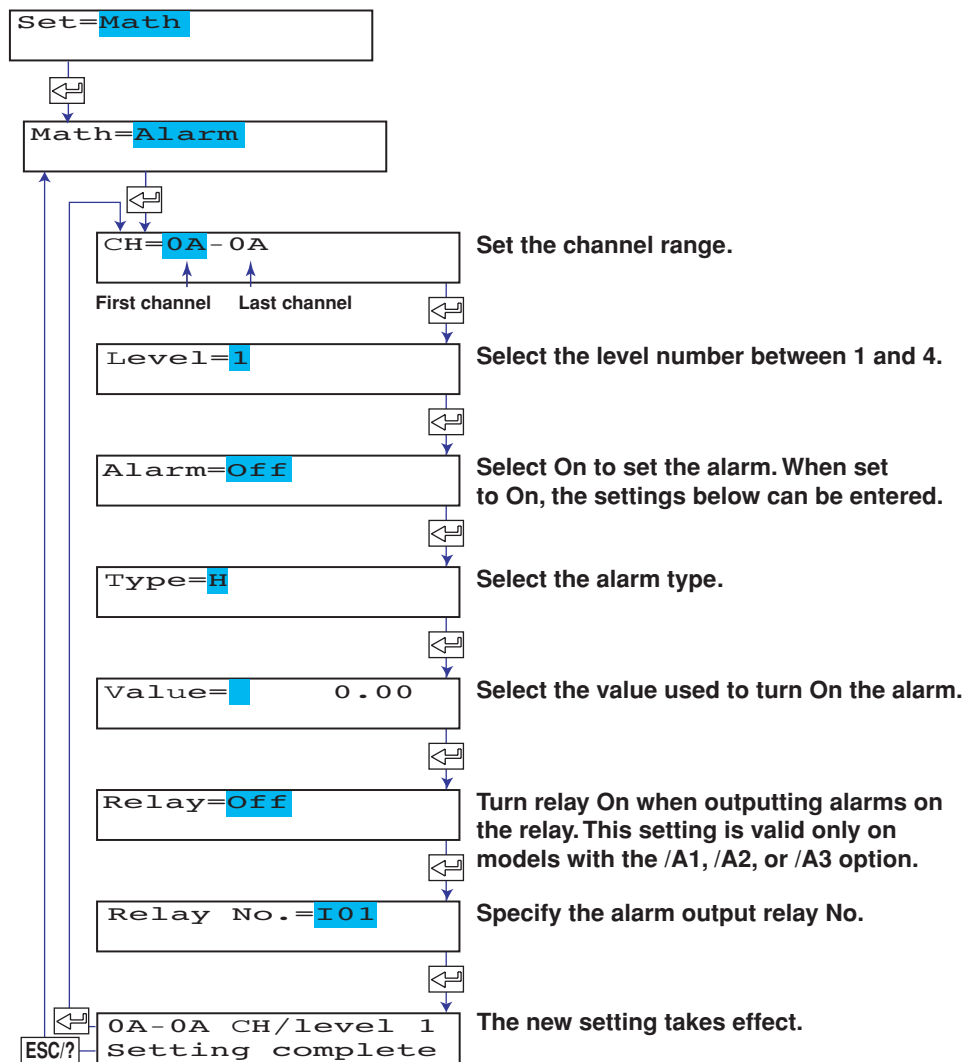 Set=Math
Math=Alarm
CH=0A-0A
Set the channel range.
First channel Last channel
Level=1
Select the level number between 1 and 4.
Alarm=Off
Select On to set the alarm. When set
to On, the settings below can be entered.
Type=H
Select the alarm type.
Value= 0.00
Select the value used to turn On the alarm.
Relay=Off
Turn relay On when outputting alarms on
the relay. This setting is valid only on
models with the /A1, /A2, or /A3 option.
Relay No.=I01
Specify the alarm output relay No.
0A-0A CH/level 1
The new setting takes effect.
ESC/?
Setting complete